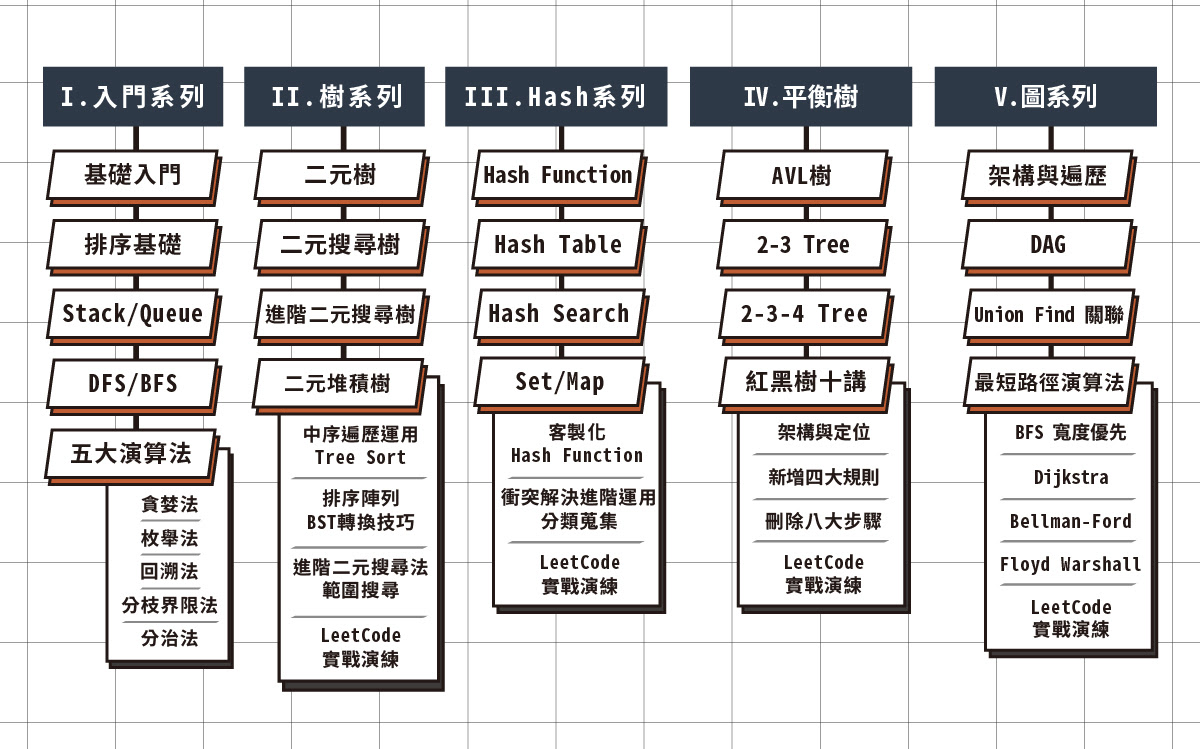 I.入門系列
基礎入門
排序基礎
Stack/Queue
DFS/BFS
五大演算法
貪婪法
枚舉法
回溯法
分枝界限法
分治法
II.樹系列
二元樹
二元搜尋樹
進階二元搜尋樹
二元堆積樹
中序遍歷運用
Tree Sort
排序陣列
BST轉換技巧
進階二元搜尋法
範圍搜尋
LeetCode
實戰演練
III.Hash系列
Hash Function
Hash Table
Hash Search
Set/Map
客製化
Hash Function
衝突解決進階運用
分類蒐集
LeetCode
實戰演練
IV.平衡樹
AVL樹
2-3 Tree
2-3-4 Tree
紅黑樹十講
架構與定位
新增四大規則
刪除八大步驟
LeetCode
實戰演練
V.圖系列
架構與遍歷
DAG
Union Find 關聯
最短路徑演算法
BFS 寬度優先
Dijkstra
Bellman-Ford
Floyd Warshall
LeetCode
實戰演練